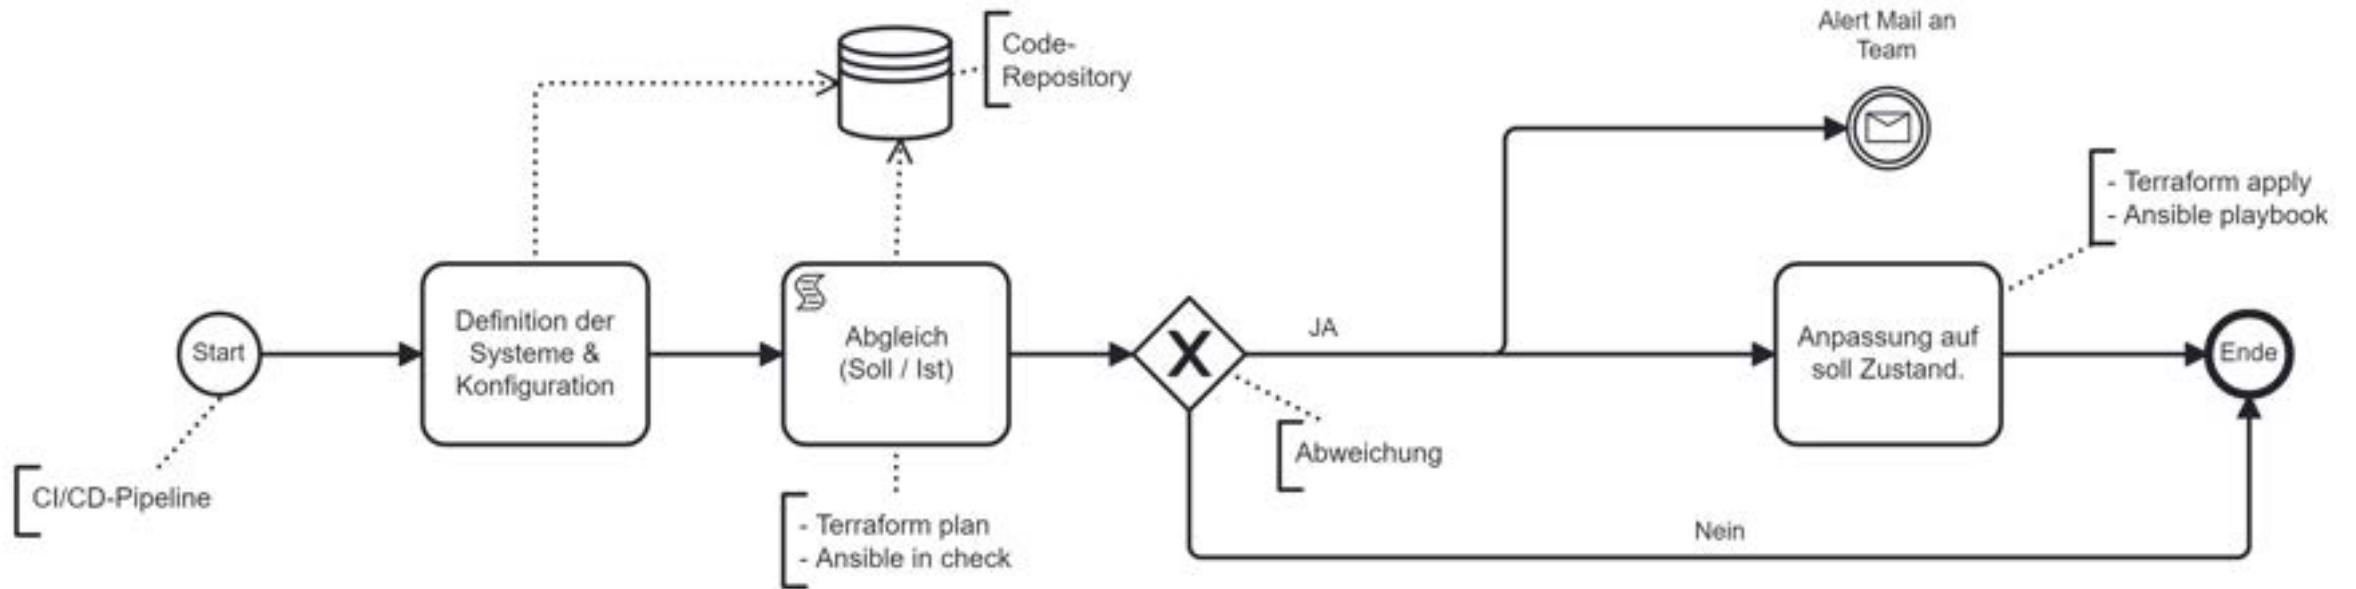 Code-
Repository
Alert Mail an
Team
- Terraform apply
- Ansible playbook
Start
Definition der
Systeme &
Konfiguration
Abgleich
(Soll / Ist)
X
JA
Anpassung auf
soll Zustand.
Ende
CI/CD-Pipeline
Abweichung
- Terraform plan
- Ansible in check
Nein